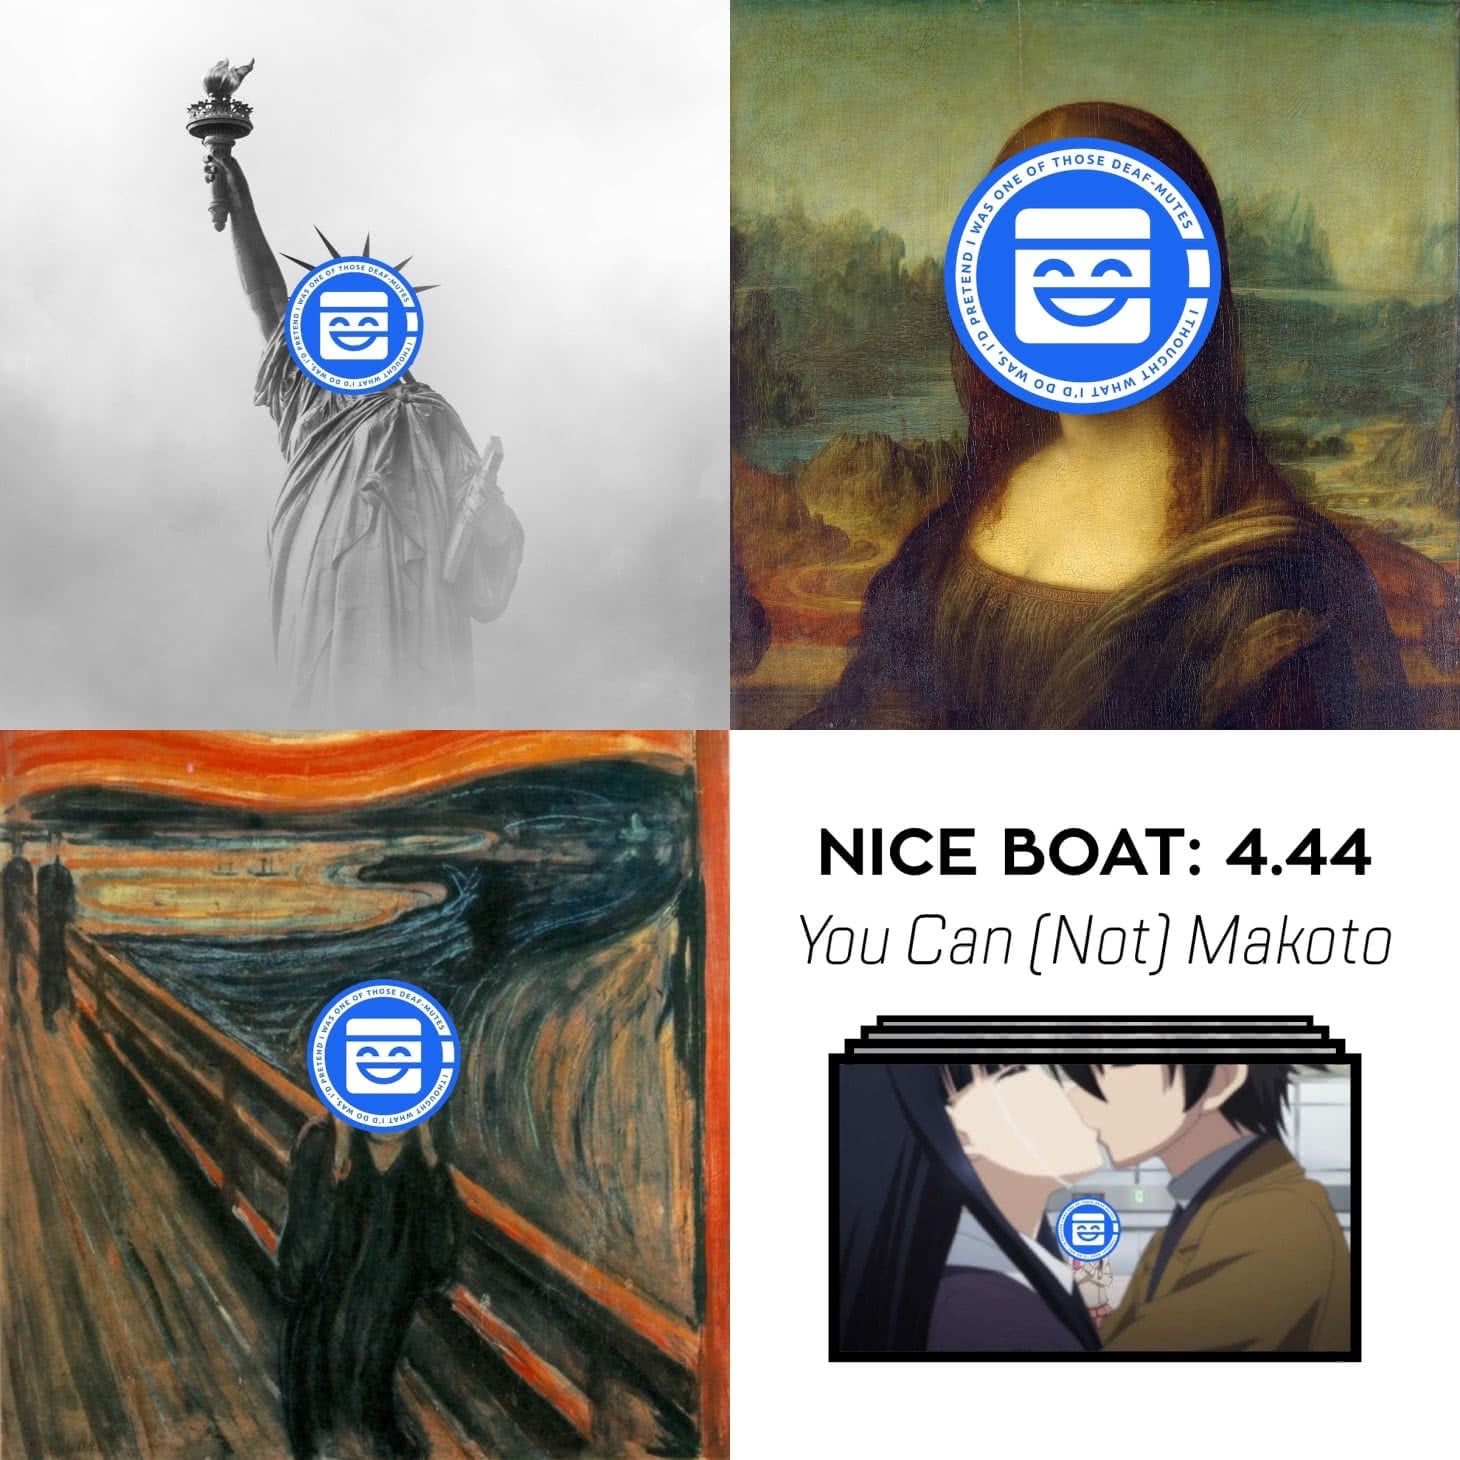 I THOUGHT WHAT I'D DO WAS, I'D PRETEND I WAS ONE OF THOSE DEAF-MUTES
I THOUGHT WHAT I'D DO WAS, I'D PRETEND I WAS ONE OF THOSE DEAF-MUTES
I THOUGHT WHAT I'D DO WAS, I'D PRETEND I WAS ONE OF THOSE DEAF-MUTES
NICE BOAT: 4.44
You Can (Not) Makoto